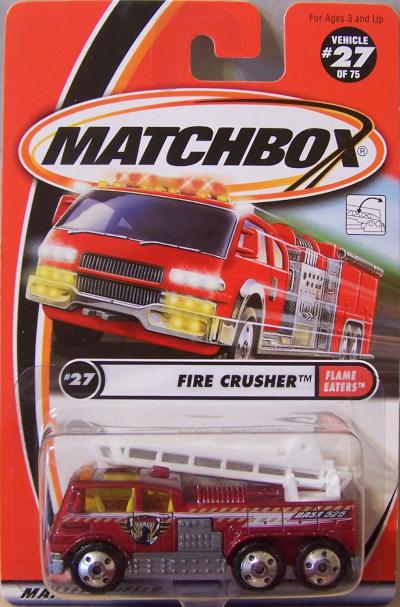 For Ages 3 and Up
VEHICLE
#27
OF 75
MATCHBOX®
#27
FIRE CRUSHER™
FLAME
EATERS™
BASE 525